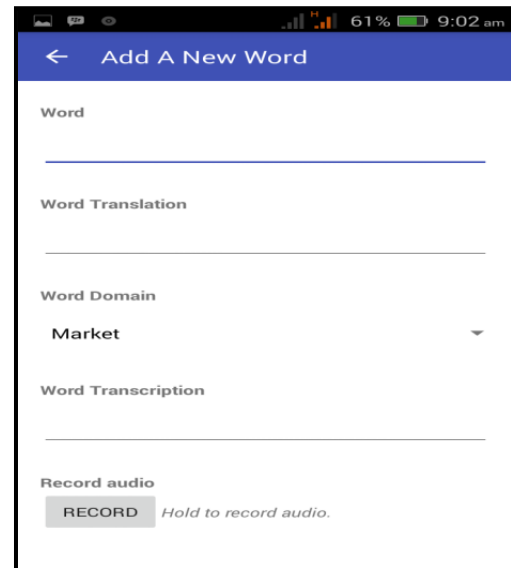 H 61% 9:02 am
Add A New Word
Word
Word Translation
Word Domain
Market
Word Transcription
Record audio
RECORD Hold to record audio.